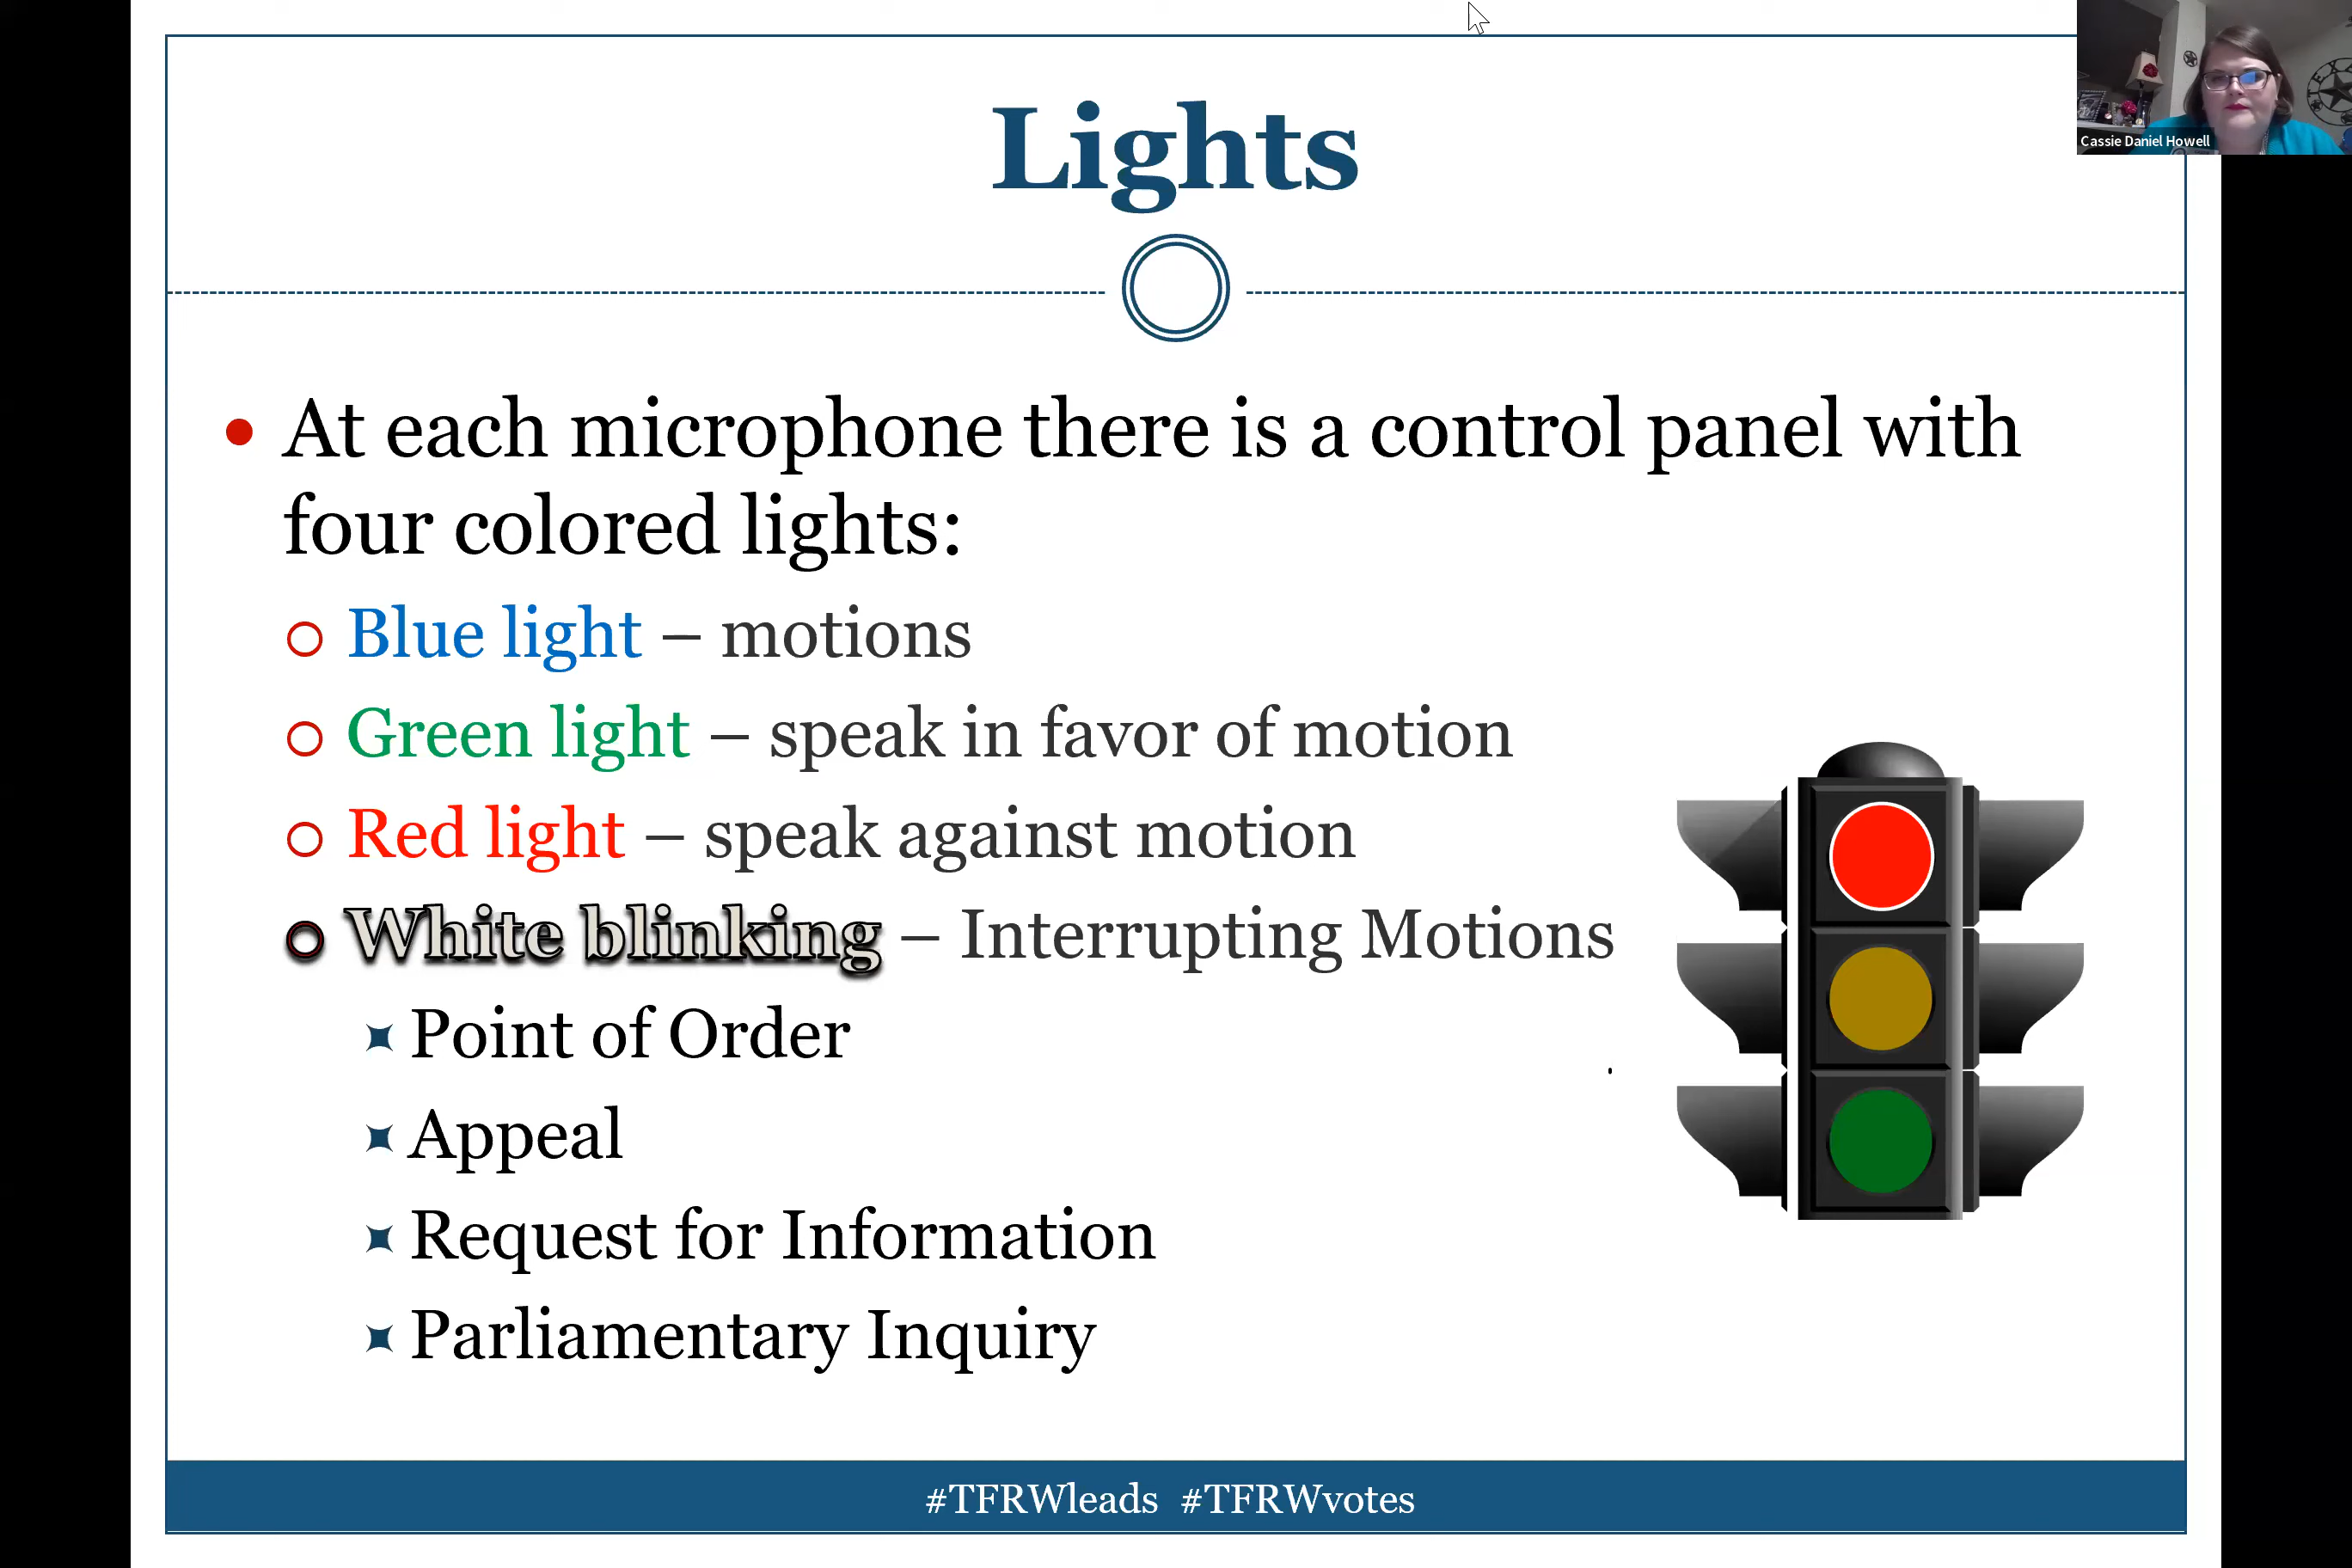 Lights
Cassie Daniel Howell
At each microphone there is a control panel with
four colored lights:
Blue light – motions
Green light – speak in favor of motion
Red light – speak against motion
White blinking – Interrupting Motions
Point of Order
Appeal
Request for Information
Parliamentary Inquiry
#TFRWleads #TFRWvotes